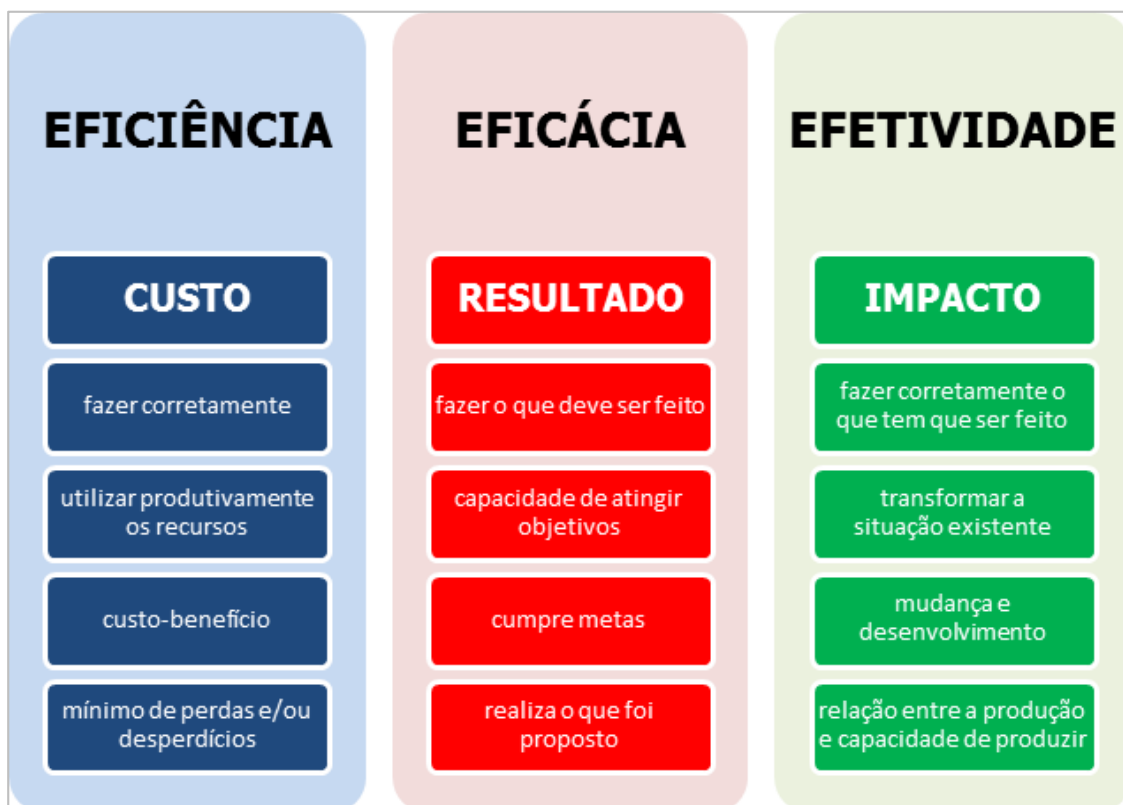 EFICIÊNCIA
CUSTO
fazer corretamente
utilizar produtivamente
os recursos
custo-benefício
mínimo de perdas e/ou
desperdícios
EFICÁCIA
RESULTADO
fazer o que deve ser feito
capacidade de atingir
objetivos
cumpre metas
realiza o que foi
proposto
EFETIVIDADE
IMPACTO
fazer corretamente o
que tem que ser feito
transformar a
situação existente
mudança e
desenvolvimento
relação entre a produção
e capacidade de produzir